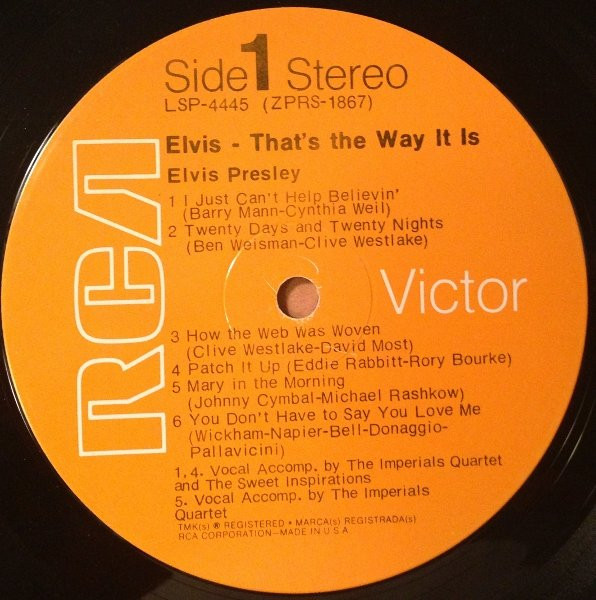 Side 1 Stereo
LSP-4445 (ZPRS-1867)
Elvis - That's the Way It Is
Elvis Presley
1 I Just Can't Help Believin'
(Barry Mann-Cynthia Weil)
2 Twenty Days and Twenty Nights
(Ben Weisman-Clive Westlake)
RCA
Victor
3 How the Web Was Woven
(Clive Westlake-David Most)
4 Patch It Up (Eddie Rabbitt-Rory Bourke)
5 Mary in the Morning
(Johnny Cymbal-Michael Rashkow)
6 You Don't Have to Say You Love Me
(Wickham-Napier-Bell-Donaggio-
Pallavicini)
1, 4. Vocal Accomp. by The Imperials Quartet
and The Sweet Inspirations
5. Vocal Accomp. by The Imperials
Quartet
TMK(s) ® REGISTERED • MARCA(s) REGISTRADA(s)
RCA CORPORATION—MADE IN U.S.A